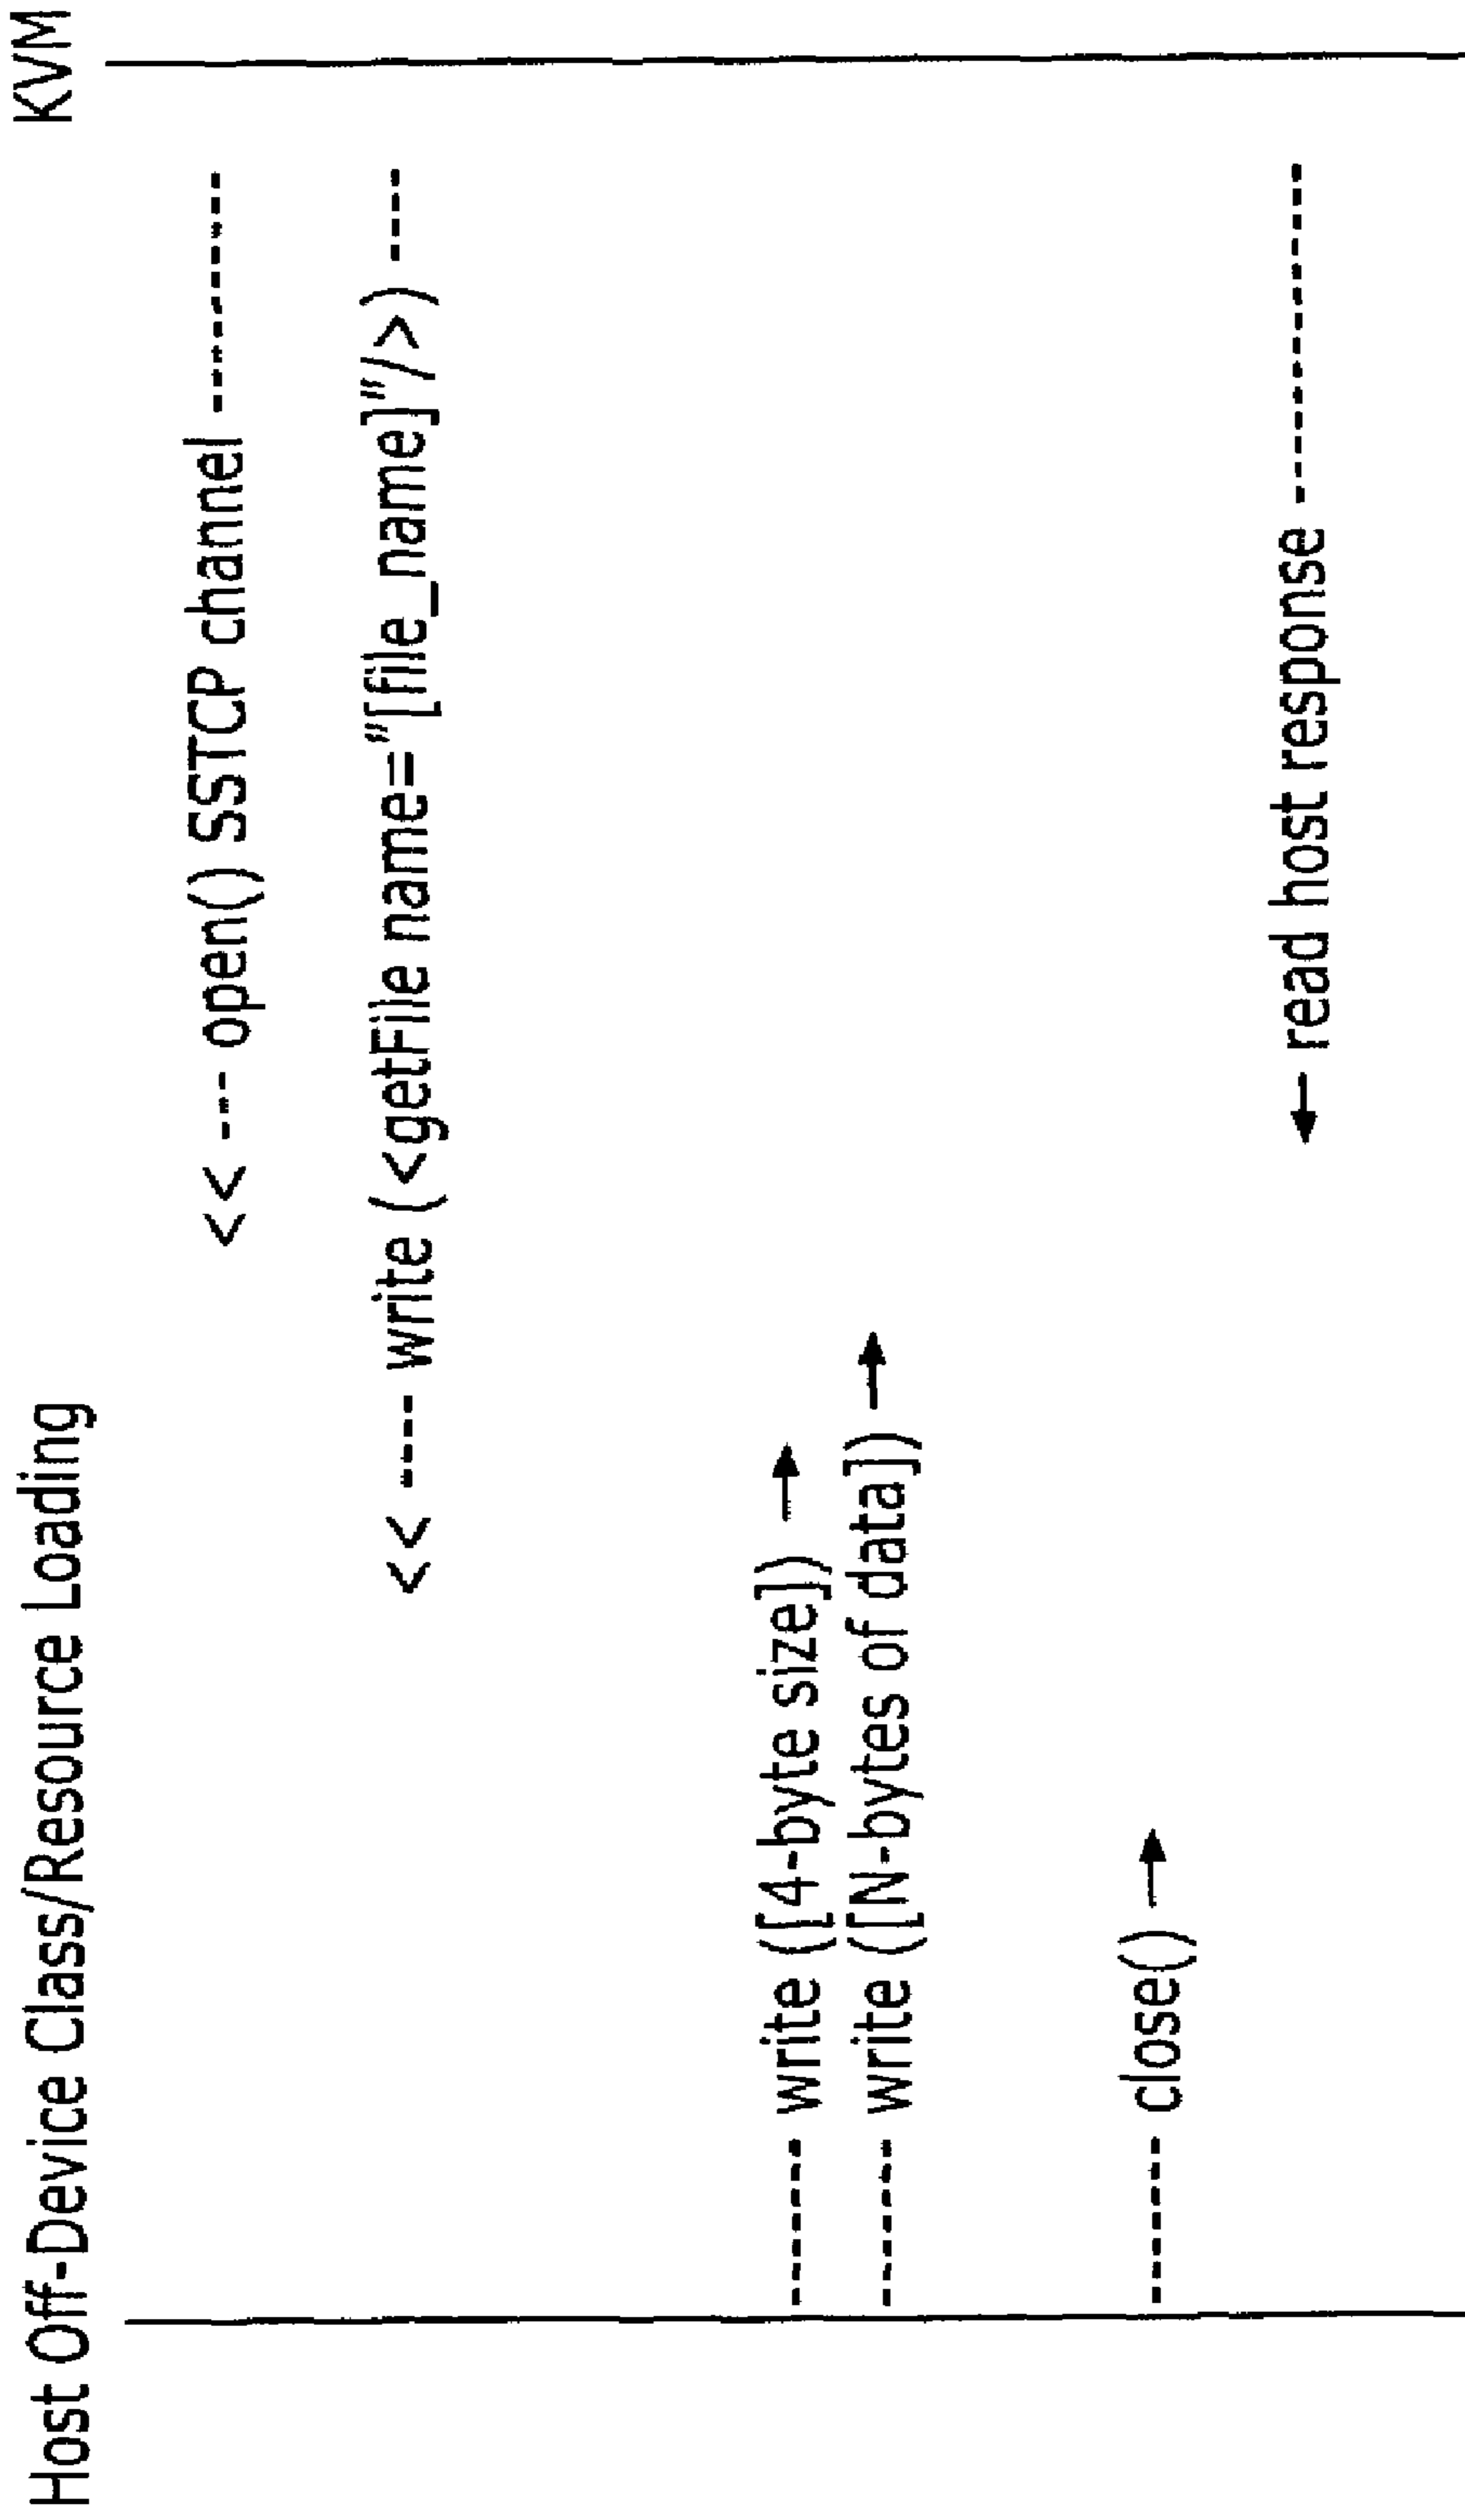 Host Off-Device Class/Resource Loading KVM
<< --- open() SSTCP channel ----------
<< ---- write (<getFile name="[file_name]"/>) ----
------- write ([4-byte size])
------- write ([N-bytes of data])
------- close()
read host response --------------